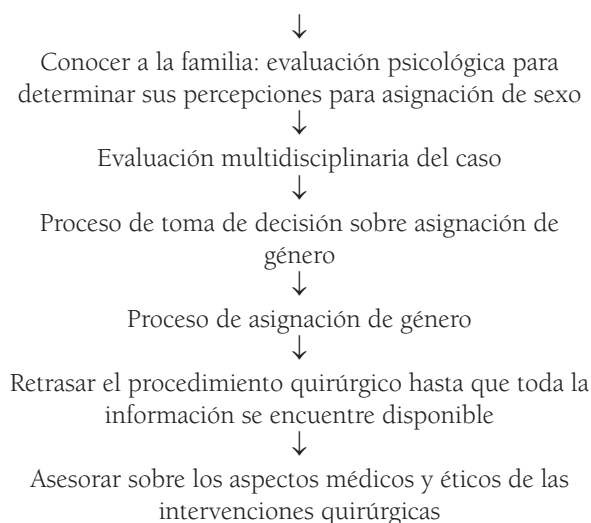 Conocer a la familia: evaluación psicológica para
determinar sus percepciones para asignación de sexo
Evaluación multidisciplinaria del caso
Proceso de toma de decisión sobre asignación de
género
Proceso de asignación de género
Retrasar el procedimiento quirúrgico hasta que toda la
información se encuentre disponible
Asesorar sobre los aspectos médicos y éticos de las
intervenciones quirúrgicas